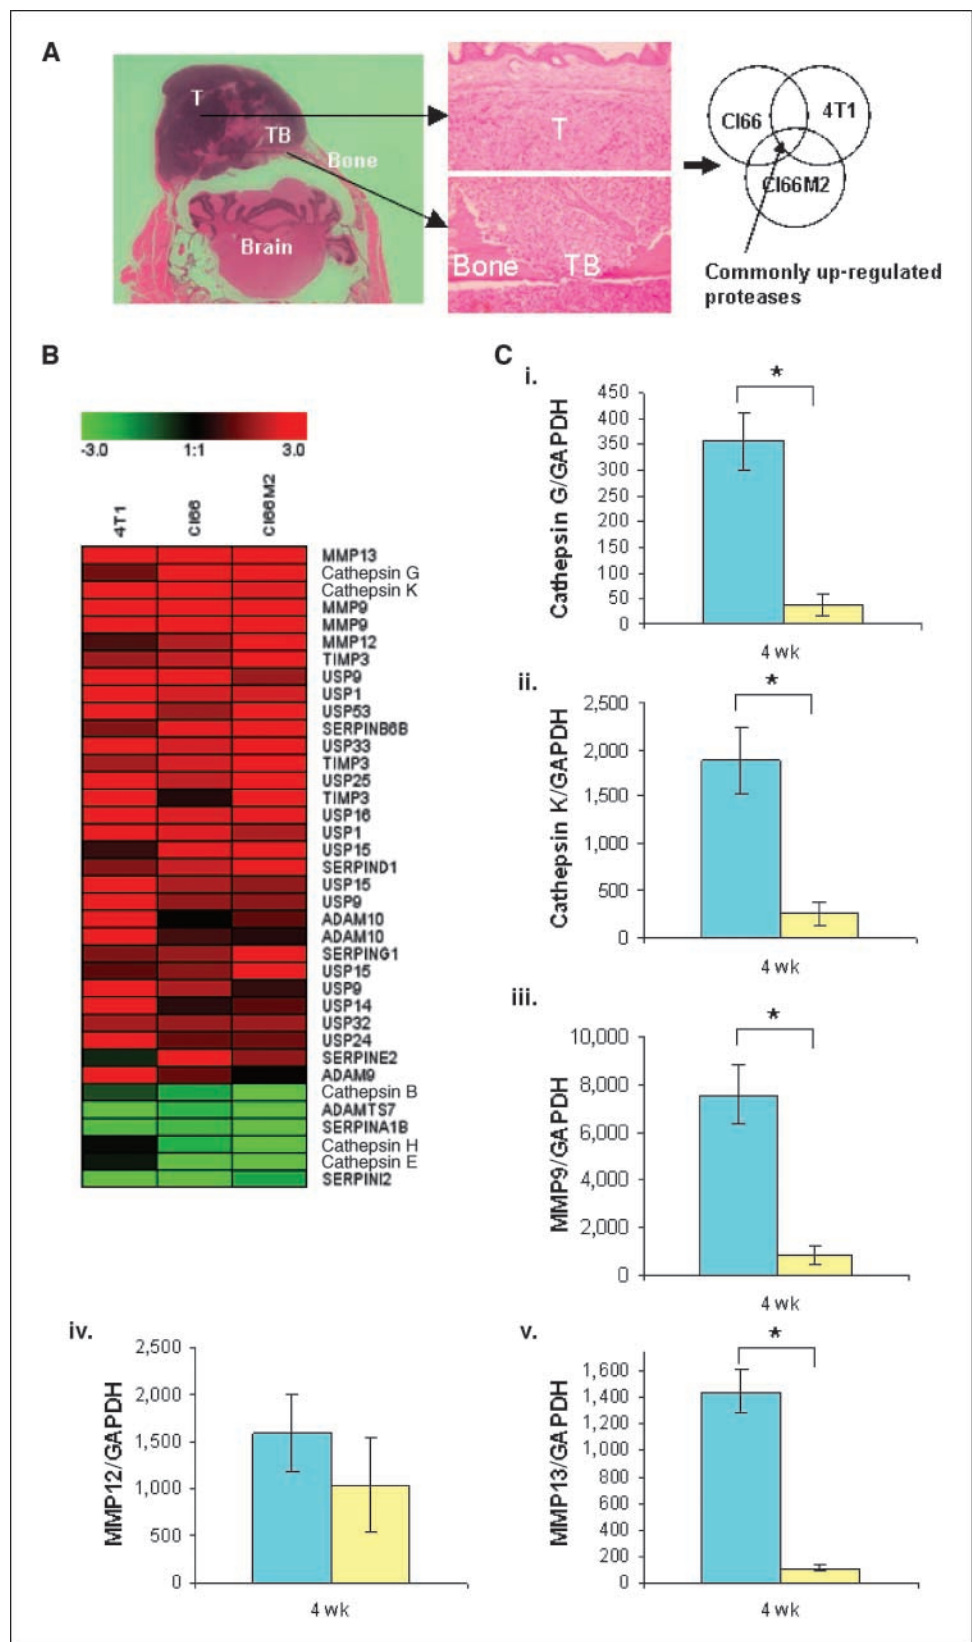 A
T
TB
Bone
Brain
T
Bone TB
Cl66
4T1
Cl66M2
Commonly up-regulated
proteases
B
-3.0 1:1 3.0
4T1 Cl66 Cl66M2
MMP13
Cathepsin G
Cathepsin K
MMP9
MMP9
MMP12
TIMP3
USP9
USP1
USP53
SERPINB6B
USP33
TIMP3
USP25
TIMP3
USP16
USP1
USP15
SERPIND1
USP15
USP9
ADAM10
ADAM10
SERPING1
USP15
USP9
USP14
USP32
USP24
SERPINE2
ADAM9
Cathepsin B
ADAMTS7
SERPINA1B
Cathepsin H
Cathepsin E
SERPINI2
C
i.
*
Cathepsin G/GAPDH
450
400
350
300
250
200
150
100
50
0
4 wk
ii.
*
Cathepsin K/GAPDH
2,500
2,000
1,500
1,000
500
0
4 wk
iii.
*
MMP9/GAPDH
10,000
8,000
6,000
4,000
2,000
0
4 wk
iv.
MMP12/GAPDH
2,500
2,000
1,500
1,000
500
0
4 wk
v.
*
MMP13/GAPDH
1,600
1,400
1,200
1,000
800
600
400
200
0
4 wk